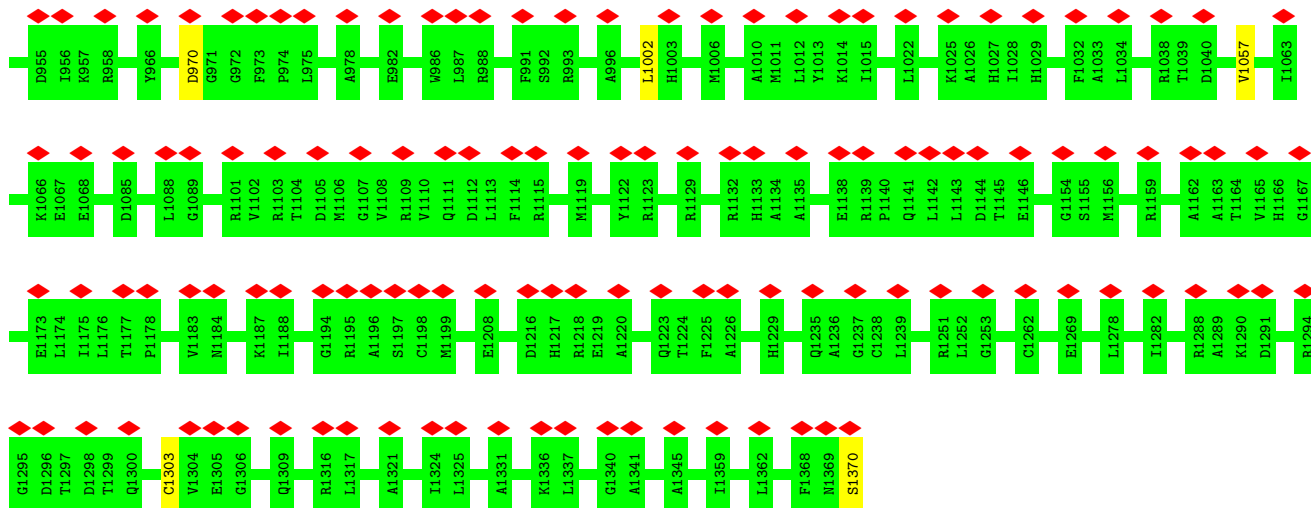 D955 I956 K957 R958 Y966 D970 G971 G972 F973 P974 L975 A978 E982 W986 L987 R988 F991 S992 R993 A996 L1002 H1003 M1006 A1010 M1011 L1012 Y1013 K1014 I1015 L1022 K1025 A1026 H1027 I1028 H1029 F1032 A1033 L1034 R1038 T1039 D1040 V1057 I1063
K1066 E1067 E1068 D1085 L1088 G1089 R1101 V1102 R1103 T1104 D1105 M1106 G1107 V1108 R1109 V1110 Q1111 D1112 L1113 F1114 R1115 M1119 Y1122 R1123 R1129 R1132 H1133 A1134 A1135 E1138 R1139 P1140 Q1141 L1142 L1143 D1144 T1145 E1146 G1154 S1155 M1156 R1159 A1162 A1163 T1164 V1165 H1166 G1167
E1173 L1174 I1175 L1176 T1177 P1178 V1183 N1184 K1187 I1188 G1194 R1195 A1196 S1197 C1198 M1199 E1208 D1216 H1217 R1218 E1219 A1220 Q1223 T1224 F1225 A1226 H1229 Q1235 A1236 G1237 C1238 L1239 R1251 L1252 G1253 C1262 E1269 L1278 I1282 R1288 A1289 K1290 D1291 R1294
G1295 D1296 T1297 D1298 T1299 Q1300 C1303 V1304 E1305 G1306 Q1309 R1316 L1317 A1321 I1324 L1325 A1331 K1336 L1337 G1340 A1341 A1345 I1359 L1362 F1368 N1369 S1370